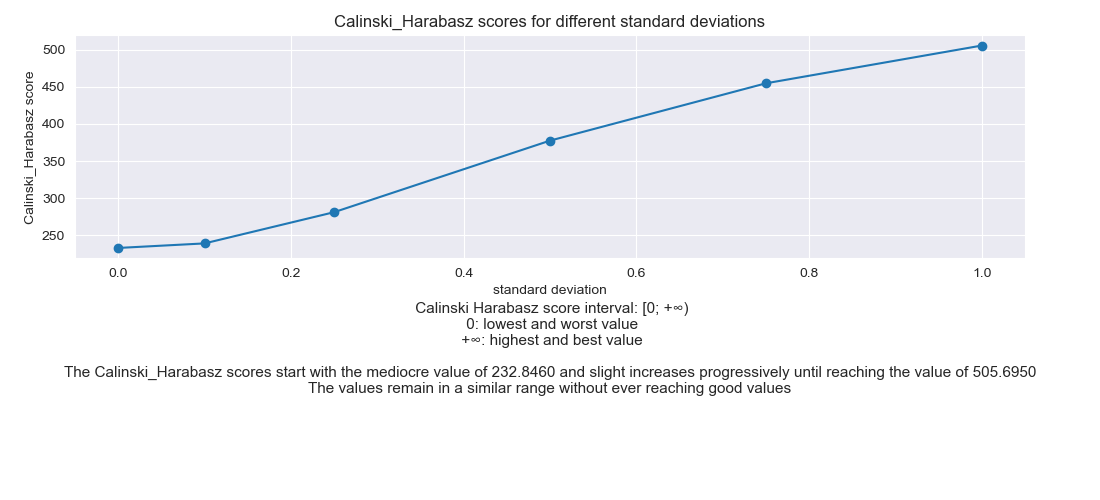 Calinski_Harabasz scores for different standard deviations
Calinski_Harabasz score
500
450
400
350
300
250
0.0 0.2 0.4 0.6 0.8 1.0
standard deviation
Calinski Harabasz score interval: [0; +∞)
0: lowest and worst value
+∞: highest and best value
The Calinski_Harabasz scores start with the mediocre value of 232.8460 and slight increases progressively until reaching the value of 505.6950
The values remain in a similar range without ever reaching good values